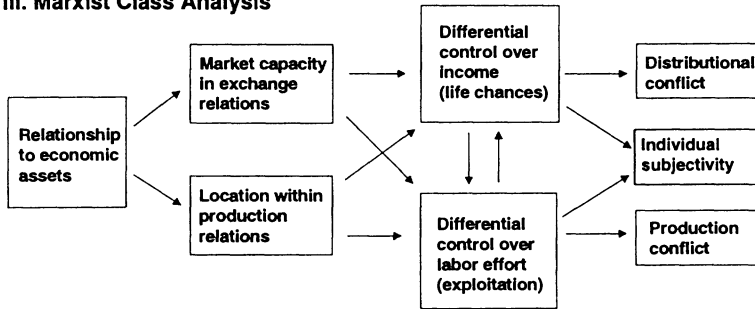 III. Marxist Class Analysis
Relationship
to economic
assets
Market capacity
in exchange
relations
Location within
production
relations
Differential
control over
income
(life chances)
Differential
control over
labor effort
(exploitation)
Distributional
conflict
Individual
subjectivity
Production
conflict